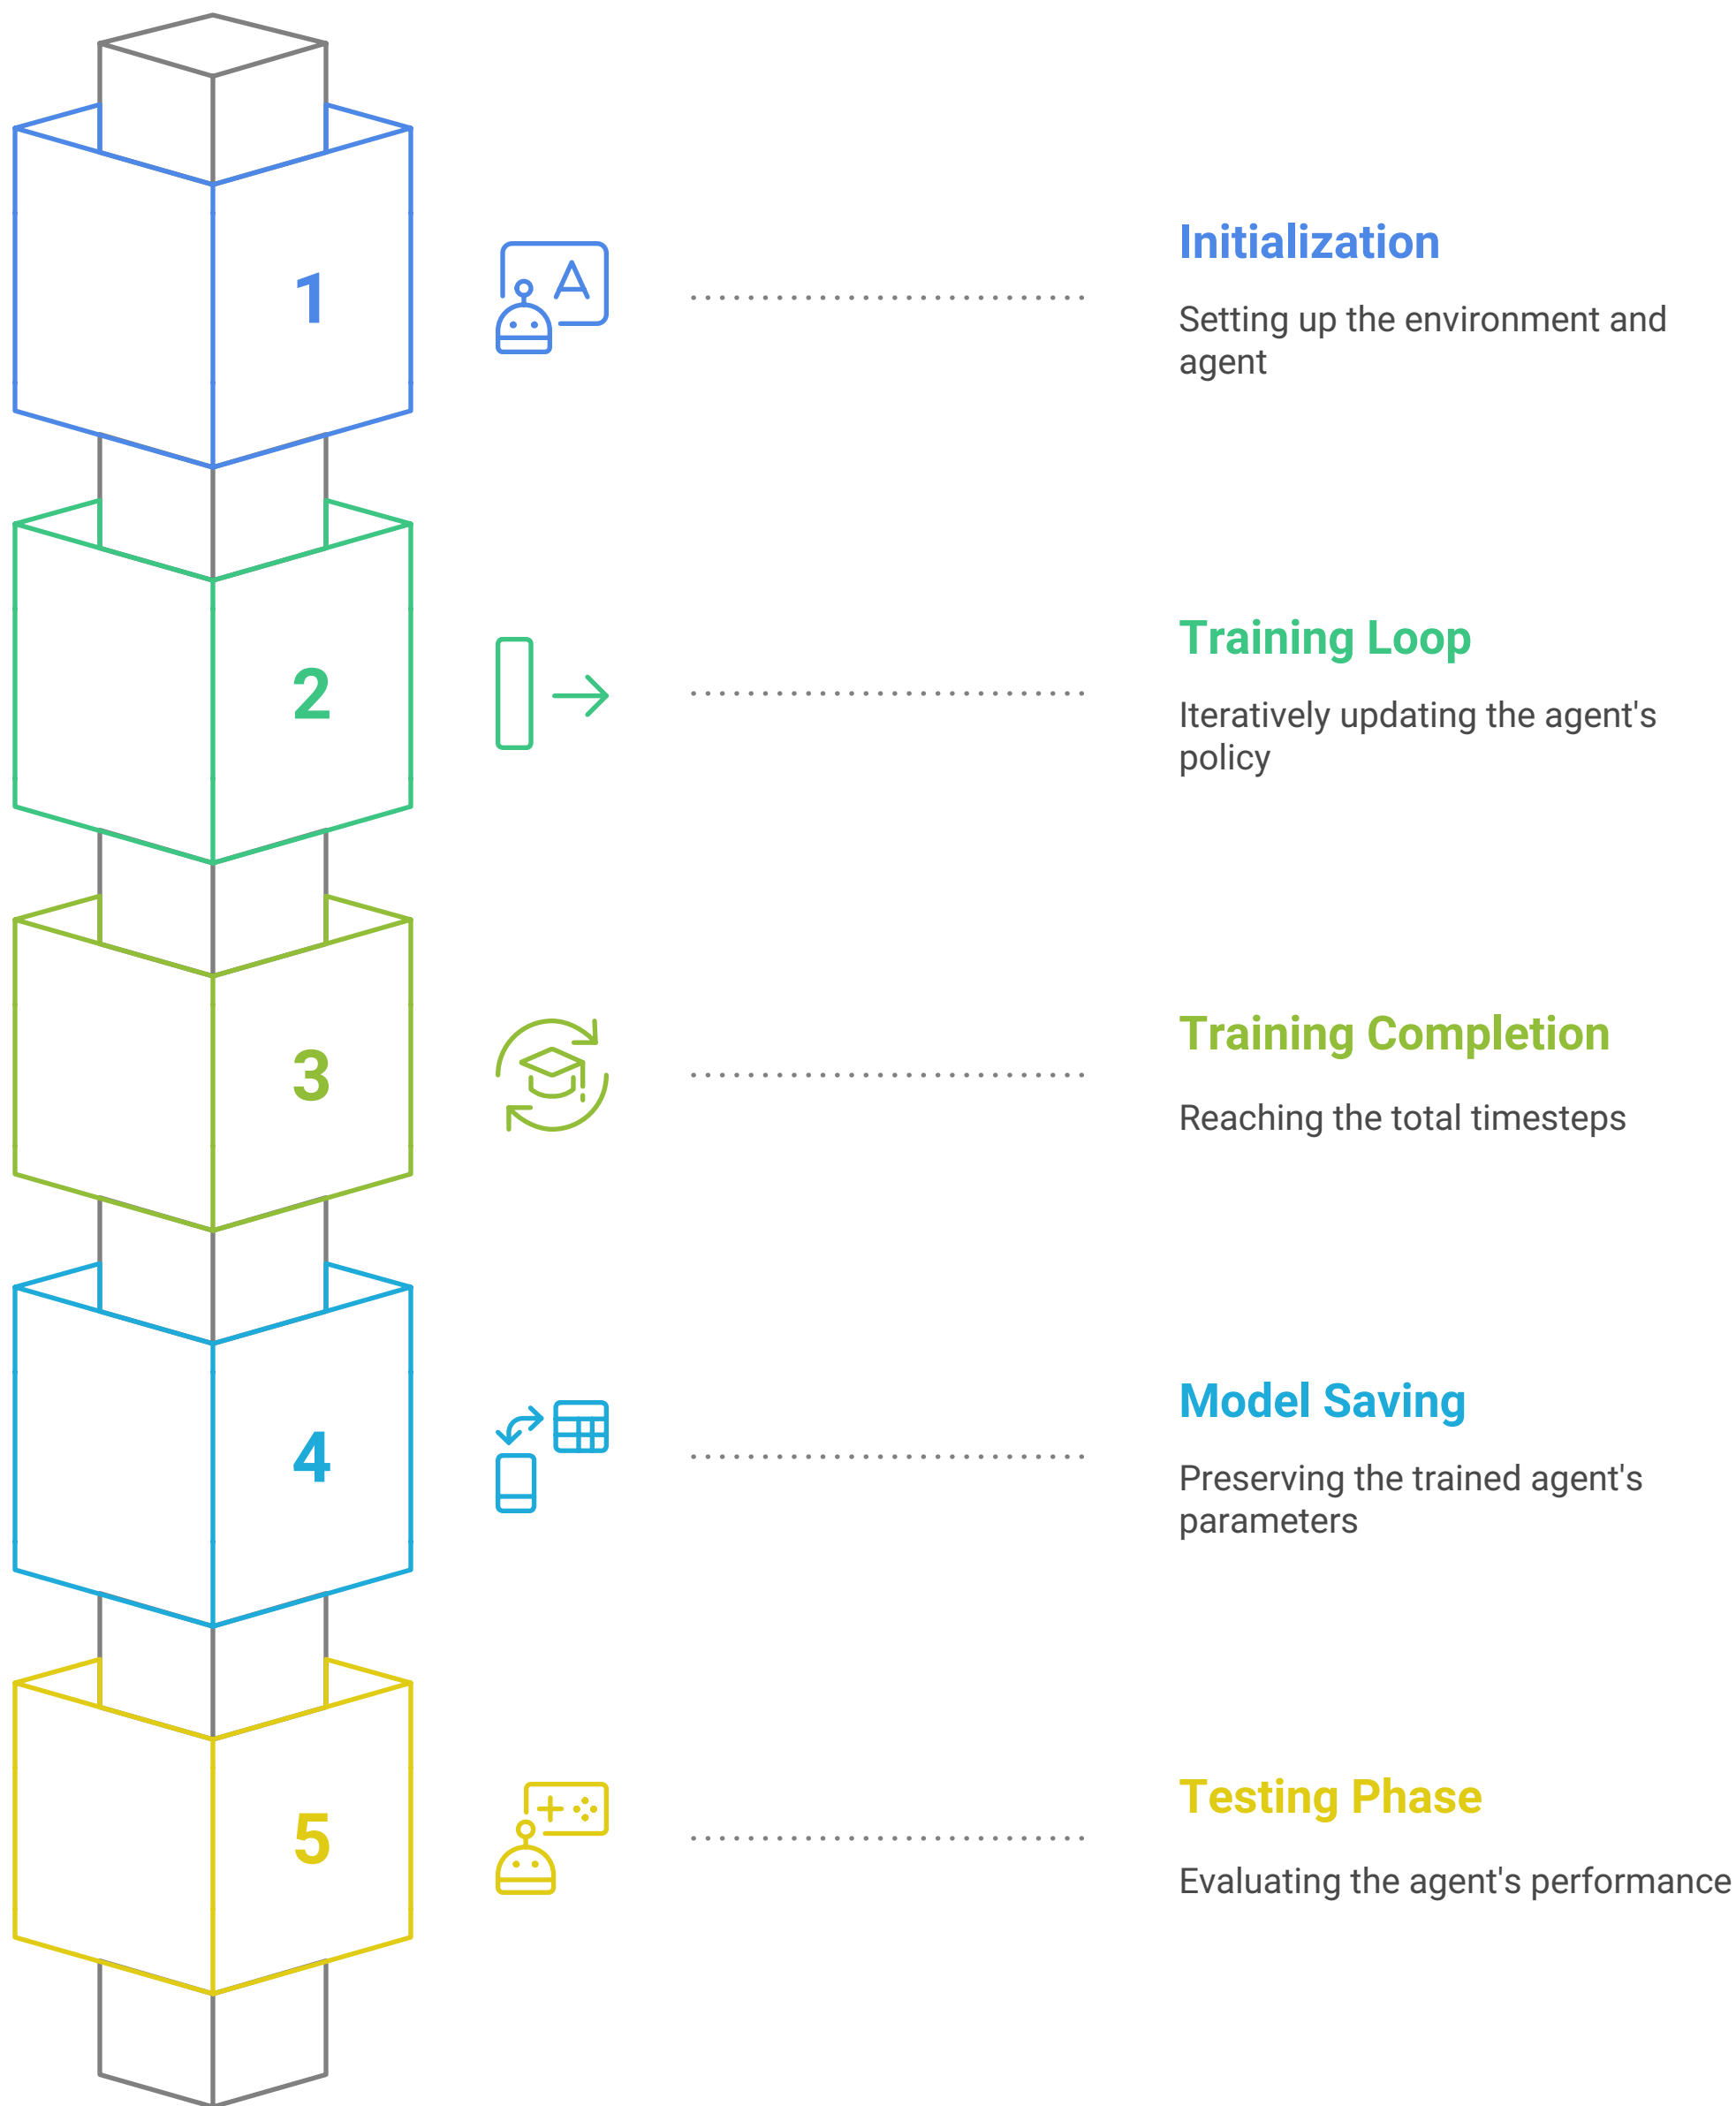 1
Initialization
Setting up the environment and
agent
2
Training Loop
Iteratively updating the agent's
policy
3
Training Completion
Reaching the total timesteps
4
Model Saving
Preserving the trained agent's
parameters
5
Testing Phase
Evaluating the agent's performance